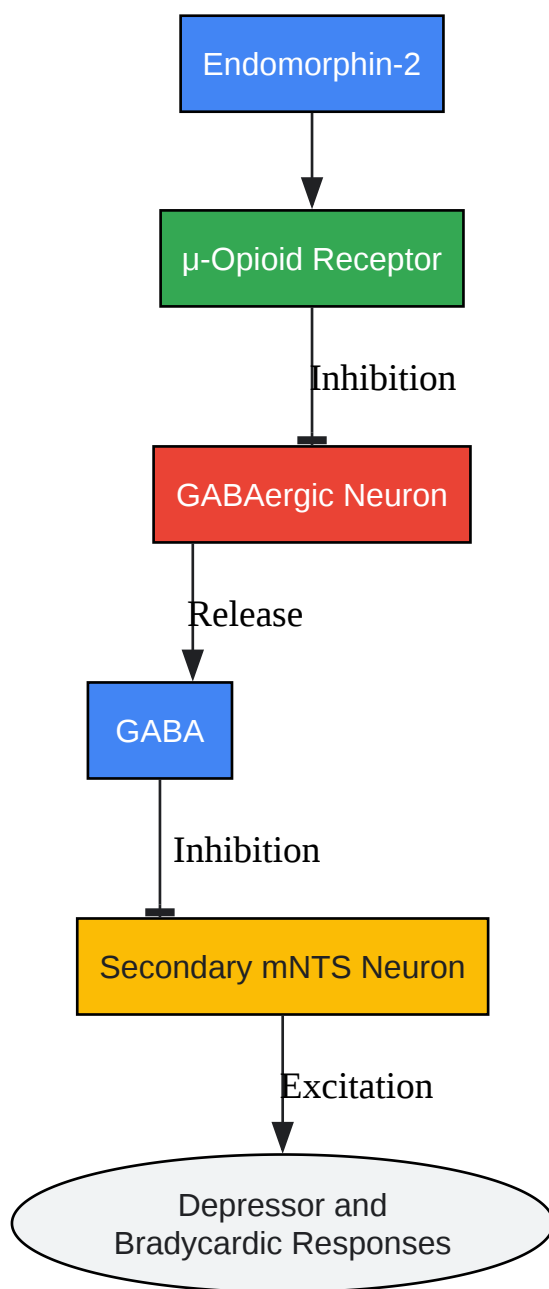 Endomorphin-2
μ-Opioid Receptor
Inhibition
GABAergic Neuron
Release
GABA
Inhibition
Secondary mNTS Neuron
Excitation
Depressor and
Bradycardic Responses